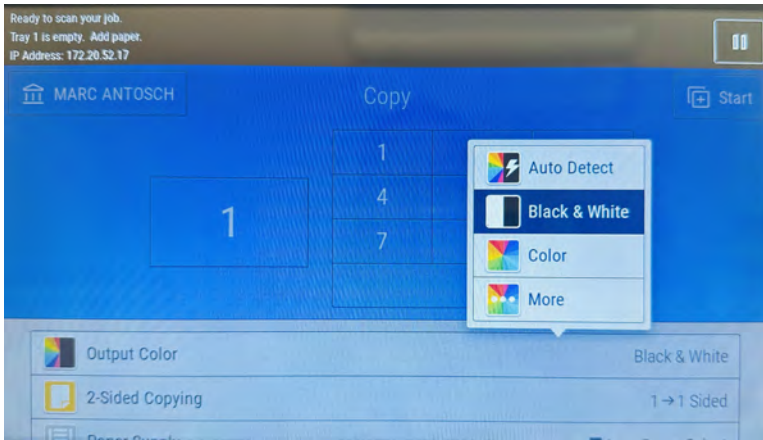 Ready to scan your job.
Tray 1 is empty. Add paper.
IP Address: 172.20.52.17
MARC ANTOSCH
Copy
Start
1
1
4
7
Auto Detect
Black & White
Color
More
Output Color
Black & White
2-Sided Copying
1→1 Sided
Paper Supply